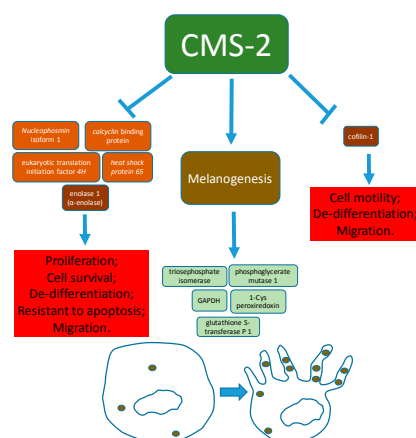 CMS-2
Nucleophosmin
isoform 1
calcyclin binding
protein
eukaryotic translation
initiation factor 4H
heat shock
protein 65
enolase 1
(α-enolase)
Proliferation;
Cell survival;
De-differentiation;
Resistant to apoptosis;
Migration.
Melanogenesis
triosephosphate
isomerase
phosphoglycerate
mutase 1
GAPDH
1-Cys
peroxiredoxin
glutathione S-
transferase P 1
cofilin-1
Cell motility;
De-differentiation;
Migration.